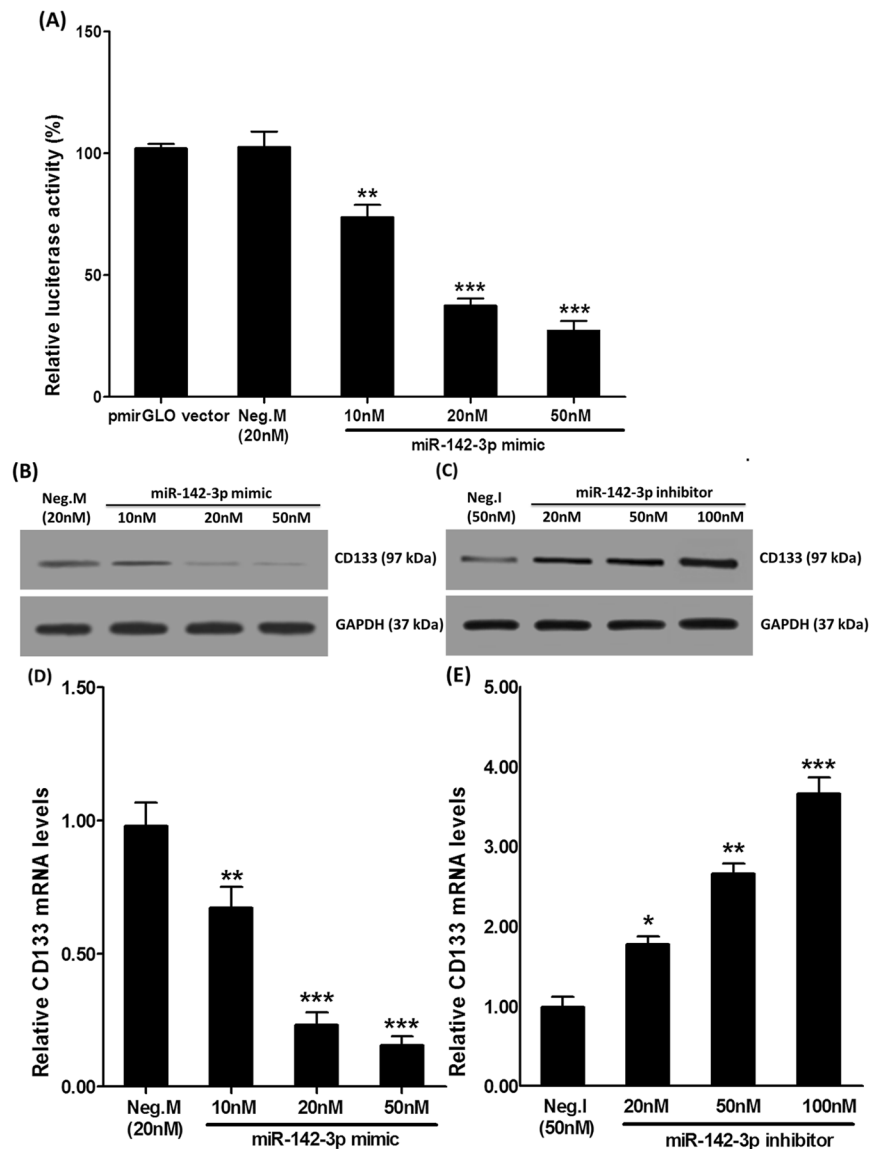 (A)
150
100
50
0
Relative luciferase activity (%)
**
***
***
pmirGLO vector Neg.M 10nM 20nM 50nM
(20nM)
miR-142-3p mimic
(B)
Neg.M miR-142-3p mimic
(20nM) 10nM 20nM 50nM
CD133 (97 kDa)
GAPDH (37 kDa)
(C)
Neg.I miR-142-3p inhibitor
(50nM) 20nM 50nM 100nM
CD133 (97 kDa)
GAPDH (37 kDa)
(D)
1.50
1.00
0.50
0.00
Relative CD133 mRNA levels
**
***
***
Neg.M 10nM 20nM 50nM
(20nM)
miR-142-3p mimic
(E)
5.00
4.00
3.00
2.00
1.00
0.00
Relative CD133 mRNA levels
*
**
***
Neg.I 20nM 50nM 100nM
(50nM)
miR-142-3p inhibitor